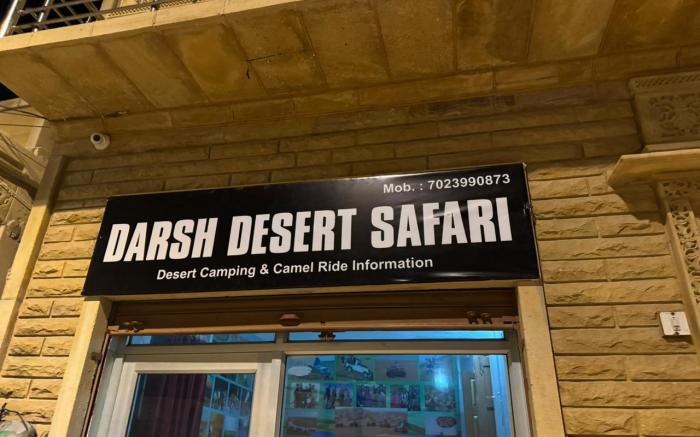 Mob. : 7023990873
DARSH DESERT SAFARI
Desert Camping & Camel Ride Information